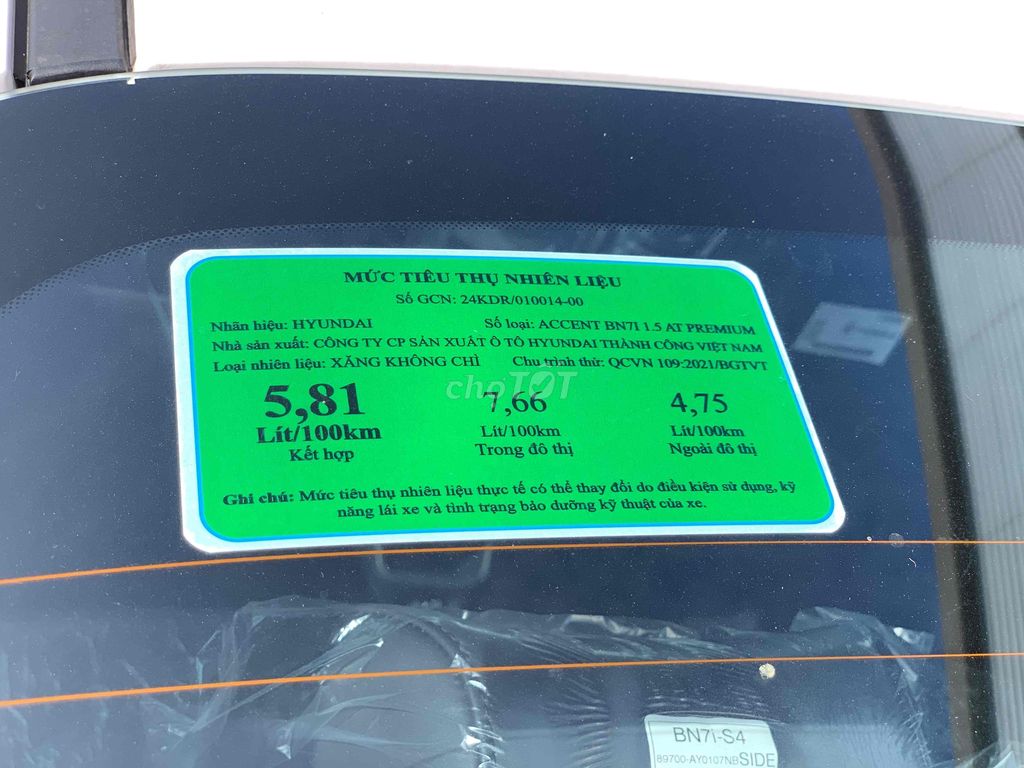 MỨC TIÊU THỤ NHIÊN LIỆU
Số GCN: 24KDR/010014-00
Nhãn hiệu: HYUNDAI Số loại: ACCENT BN7I 1.5 AT PREMIUM
Nhà sản xuất: CÔNG TY CP SẢN XUẤT Ô TÔ HYUNDAI THÀNH CÔNG VIỆT NAM
Loại nhiên liệu: XĂNG KHÔNG CHÌ Chu trình thử: QCVN 109:2021/BGTVT
choTOT
5,81 7,66 4,75
Lít/100km Lít/100km Lít/100km
Kết hợp Trong đô thị Ngoài đô thị
Ghi chú: Mức tiêu thụ nhiên liệu thực tế có thể thay đổi do điều kiện sử dụng, kỹ
năng lái xe và tình trạng bảo dưỡng kỹ thuật của xe.
BN7i-S4
89700-AY0107NB SIDE